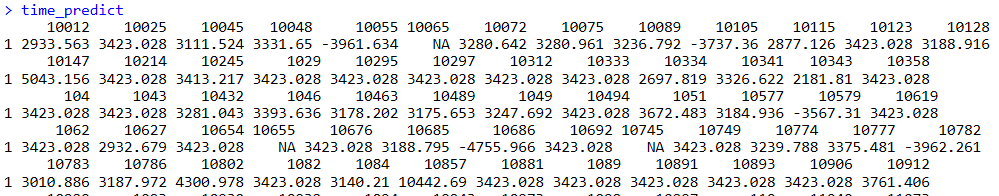 > time_predict
10012 10025 10045 10048 10055 10065 10072 10075 10089 10105 10115 10123 10128
1 2933.563 3423.028 3111.524 3331.65 -3961.634 NA 3280.642 3280.961 3236.792 -3737.36 2877.126 3423.028 3188.916
10147 10214 10245 1029 10295 10297 10312 10333 10334 10341 10343 10358
1 5043.156 3423.028 3413.217 3423.028 3423.028 3423.028 3423.028 3423.028 2697.819 3326.622 2181.81 3423.028
104 1043 10432 1046 10463 10489 1049 10494 1051 10577 10579 10619
1 3423.028 3423.028 3281.043 3393.636 3178.202 3175.653 3247.692 3423.028 3672.483 3184.936 -3567.31 3423.028
1062 10627 10654 10655 10676 10685 10686 10692 10745 10749 10774 10777 10782
1 3423.028 2932.679 3423.028 NA 3423.028 3188.795 -4755.966 3423.028 NA 3423.028 3239.788 3375.481 -3962.261
10783 10786 10802 1082 1084 10857 10881 1089 10891 10893 10906 10912
1 3010.886 3187.972 4300.978 3423.028 3140.21 10442.69 3423.028 3423.028 3423.028 3423.028 3423.028 3761.406